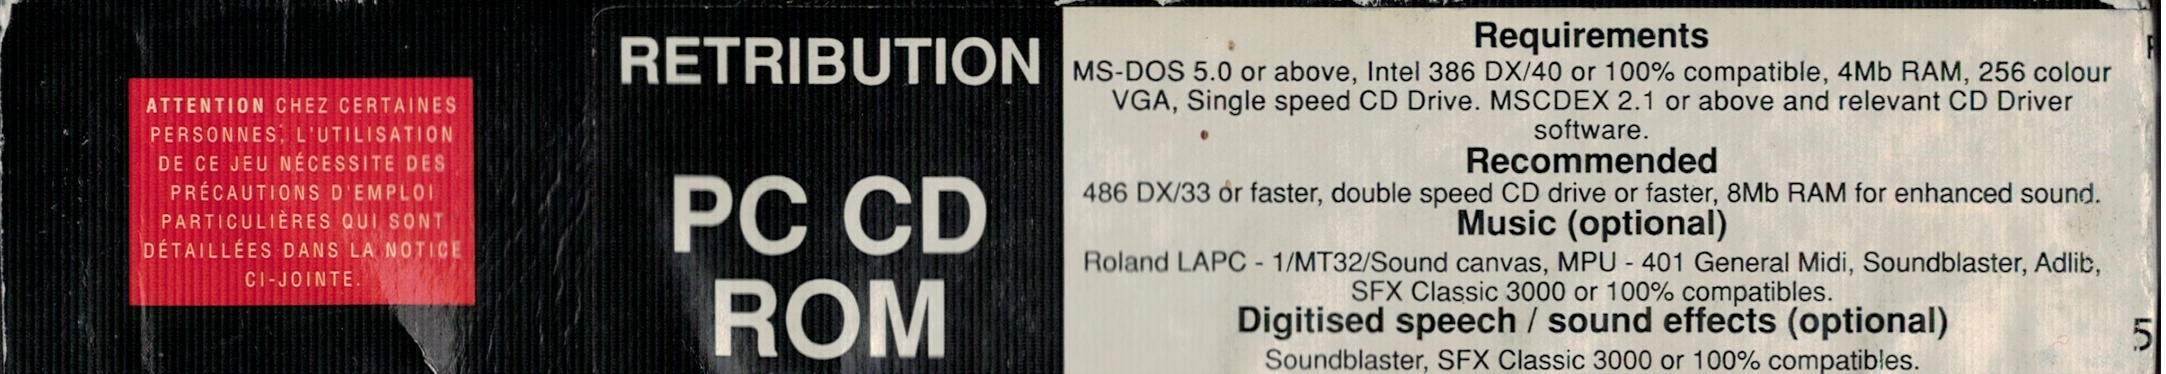 ATTENTION CHEZ CERTAINES
PERSONNES, L'UTILISATION
DE CE JEU NÉCESSITE DES
PRÉCAUTIONS D'EMPLOI
PARTICULIÈRES QUI SONT
DÉTAILLÉES DANS LA NOTICE
CI-JOINTE.
RETRIBUTION
PC CD
ROM
Requirements
MS-DOS 5.0 or above, Intel 386 DX/40 or 100% compatible, 4Mb RAM, 256 colour
VGA, Single speed CD Drive. MSCDEX 2.1 or above and relevant CD Driver
software.
Recommended
486 DX/33 or faster, double speed CD drive or faster, 8Mb RAM for enhanced sound.
Music (optional)
Roland LAPC - 1/MT32/Sound canvas, MPU - 401 General Midi, Soundblaster, Adlib,
SFX Classic 3000 or 100% compatibles.
Digitised speech / sound effects (optional)
Soundblaster, SFX Classic 3000 or 100% compatibles.
5